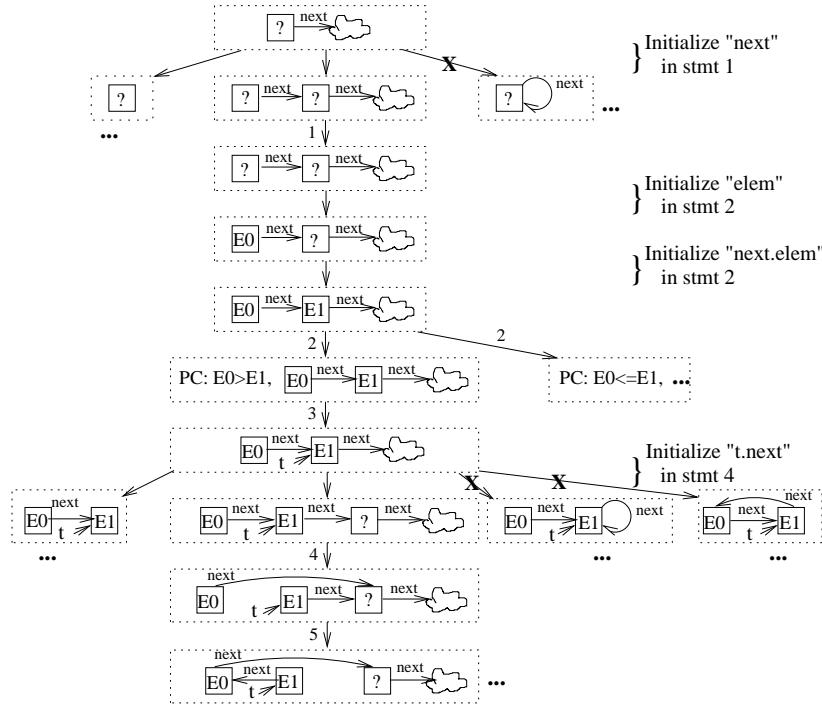 ? next
X
} Initialize "next"
in stmt 1
?
...
? next ? next
? next
...
1
? next ? next
} Initialize "elem"
in stmt 2
E0 next ? next
} Initialize "next.elem"
in stmt 2
E0 next E1 next
2
2
PC: E0>E1, E0 next E1 next
PC: E0<=E1, ...
3
E0 next E1 next
t
} Initialize "t.next"
in stmt 4
X
X
next
E0 E1
t
...
E0 next E1 next ? next
t
E0 next E1 next
t
...
next
E0 next E1
t
...
4
next
E0 E1 next ? next
t
5
next
E0 next E1 ? next
t
...